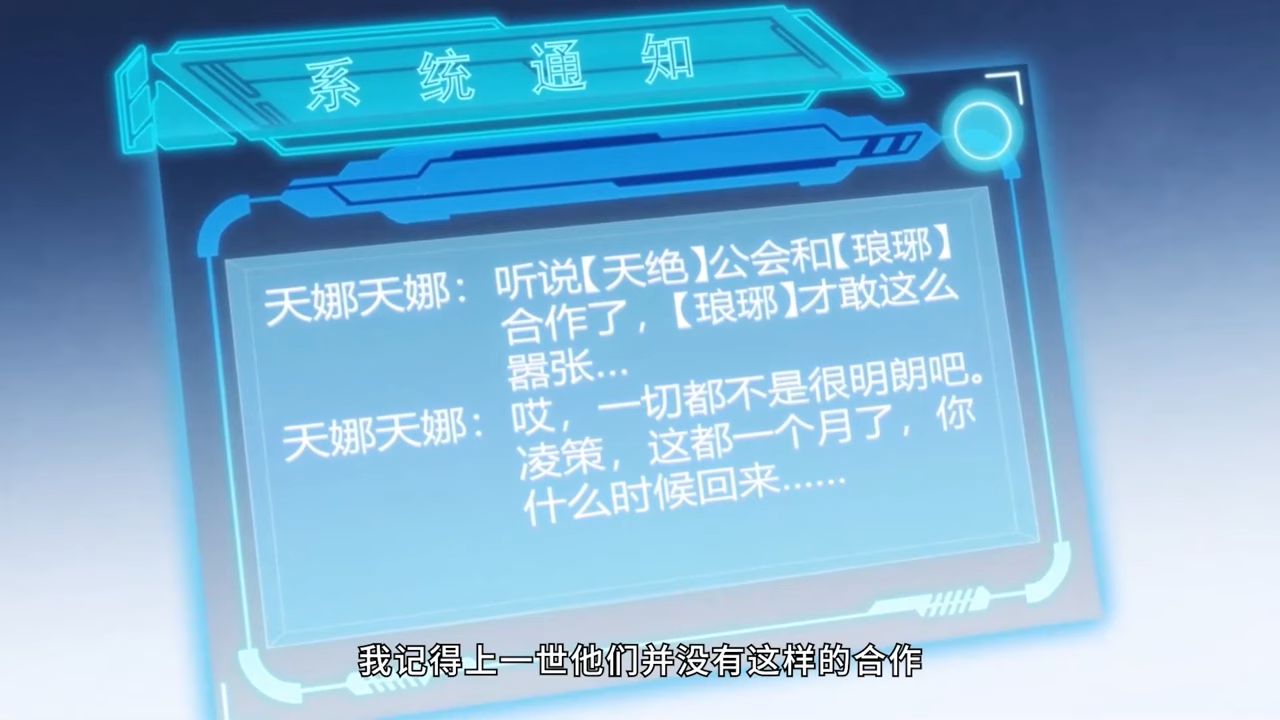 系统通知
天娜天娜：听说【天绝】公会和【琅琊】
合作了，【琅琊】才敢这么
嚣张...
天娜天娜：哎，一切都不是很明朗吧。
凌策，这都一个月了，你
什么时候回来......
我记得上一世他们并没有这样的合作